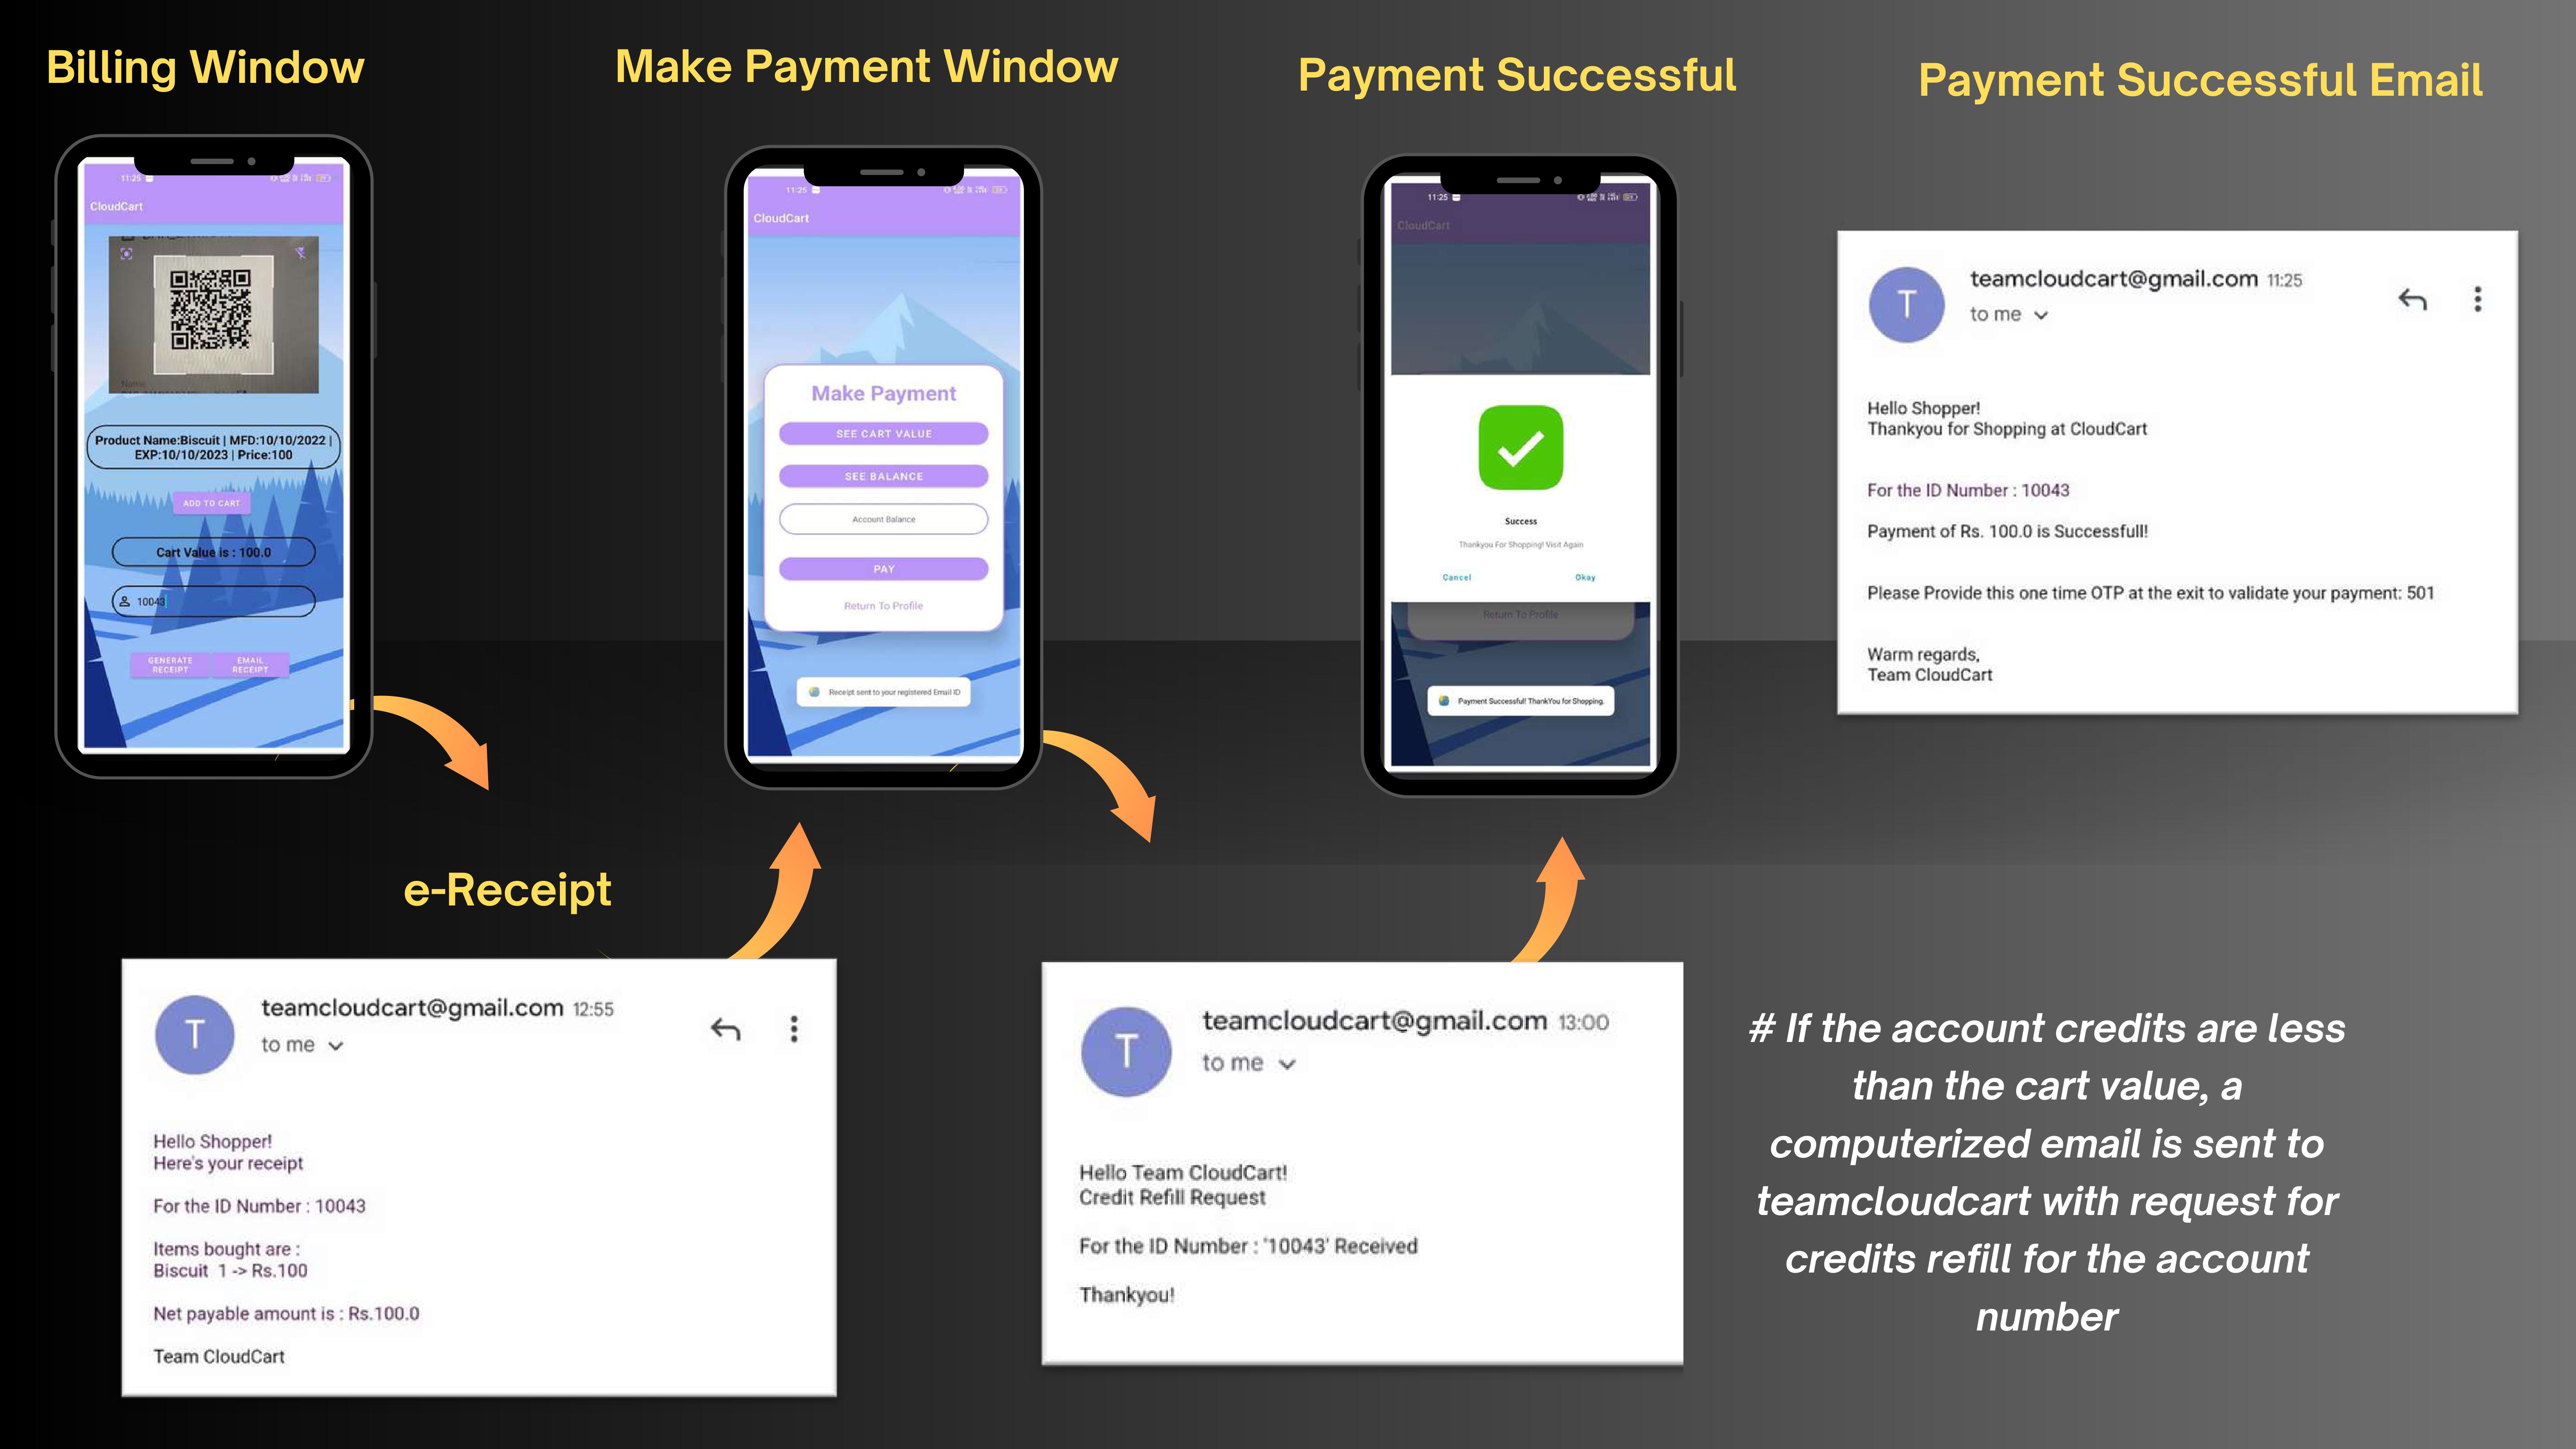 Billing Window
Make Payment Window
Payment Successful
Payment Successful Email
11:25
CloudCart
Name
Product Name:Biscuit | MFD:10/10/2022 |
EXP:10/10/2023 | Price:100
ADD TO CART
Cart Value is : 100.0
10043
GENERATE
RECEIPT
EMAIL
RECEIPT
11:25
CloudCart
Make Payment
SEE CART VALUE
SEE BALANCE
Account Balance
PAY
Return To Profile
Receipt sent to your registered Email ID
11:25
CloudCart
Success
Thankyou For Shopping! Visit Again
Cancel
Okay
Return To Profile
Payment Successful! ThankYou for Shopping.
T
teamcloudcart@gmail.com 11:25
to me
Hello Shopper!
Thankyou for Shopping at CloudCart
For the ID Number : 10043
Payment of Rs. 100.0 is Successfull!
Please Provide this one time OTP at the exit to validate your payment: 501
Warm regards,
Team CloudCart
e-Receipt
T
teamcloudcart@gmail.com 12:55
to me
Hello Shopper!
Here's your receipt
For the ID Number : 10043
Items bought are :
Biscuit 1 -> Rs.100
Net payable amount is : Rs.100.0
Team CloudCart
T
teamcloudcart@gmail.com 13:00
to me
Hello Team CloudCart!
Credit Refill Request
For the ID Number : '10043' Received
Thankyou!
# If the account credits are less
than the cart value, a
computerized email is sent to
teamcloudcart with request for
credits refill for the account
number